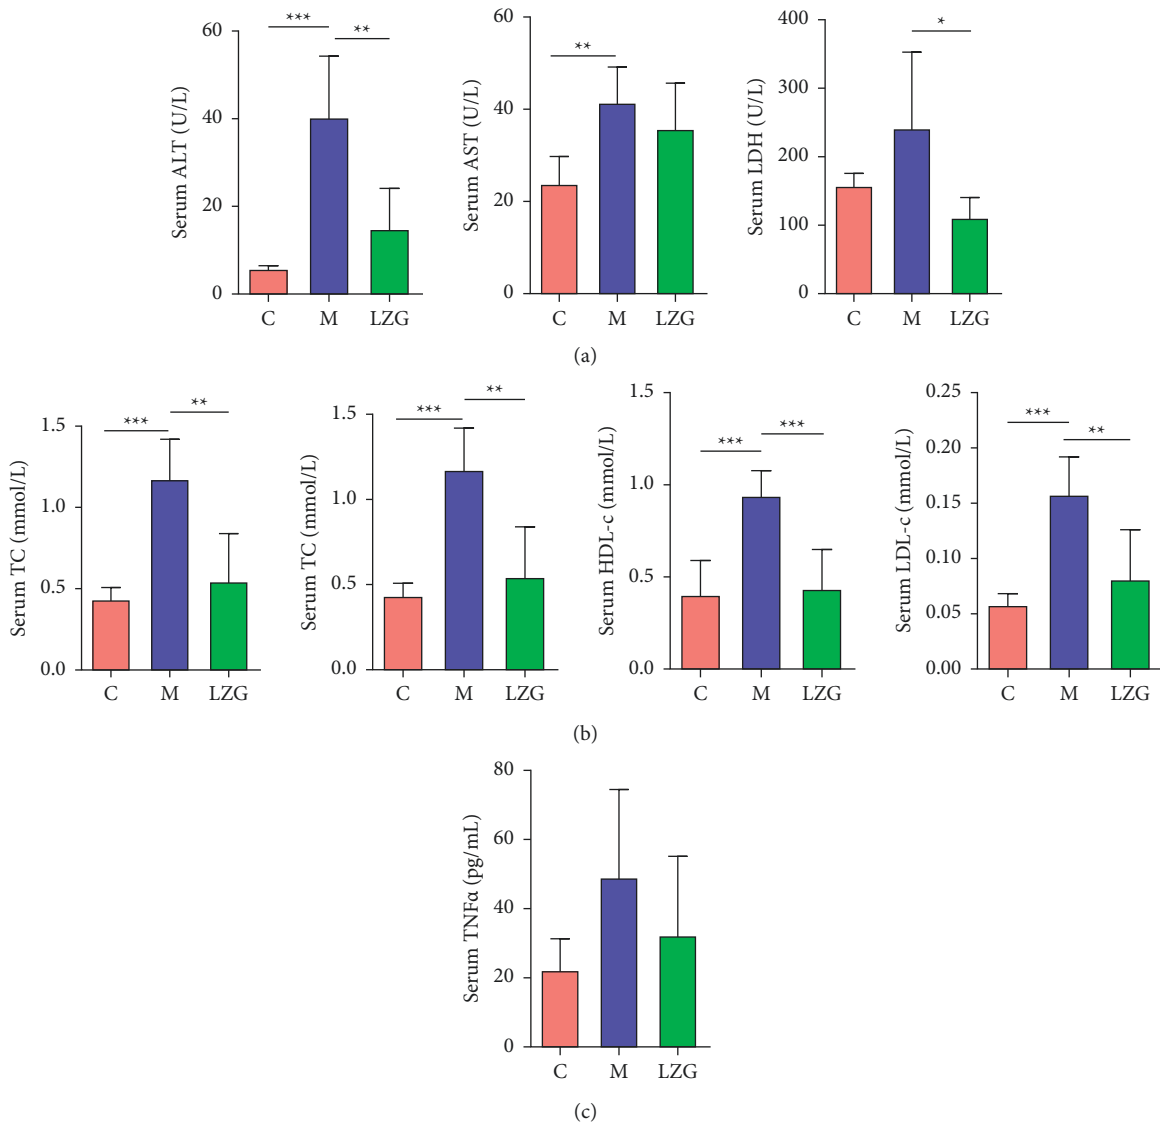 *** **
Serum ALT (U/L)
60
40
20
0
C M LZG
**
Serum AST (U/L)
60
40
20
0
C M LZG
*
Serum LDH (U/L)
400
300
200
100
0
C M LZG
(a)
*** **
Serum TC (mmol/L)
1.5
1.0
0.5
0.0
C M LZG
*** **
Serum TC (mmol/L)
1.5
1.0
0.5
0.0
C M LZG
*** ***
Serum HDL-c (mmol/L)
1.5
1.0
0.5
0.0
C M LZG
*** **
Serum LDL-c (mmol/L)
0.25
0.20
0.15
0.10
0.05
0.00
C M LZG
(b)
Serum TNFα (pg/mL)
80
60
40
20
0
C M LZG
(c)